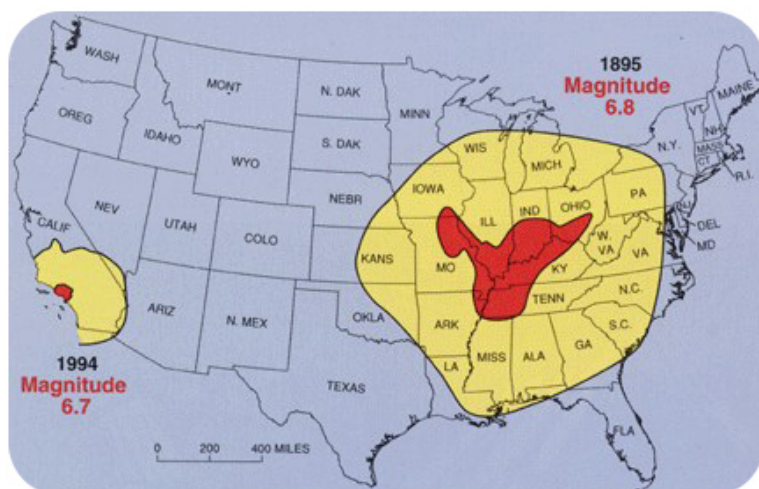 WASH
OREG
IDAHO
MONT
N. DAK
S. DAK
WYO
NEBR
NEV
UTAH
COLO
CALIF
ARIZ
N. MEX
KANS
OKLA
TEXAS
MINN
IOWA
WIS
MICH
ILL
IND
OHIO
MO
KY
TENN
ARK
LA
MISS
ALA
GA
FLA
S.C.
N.C.
VA
W.
VA
PA
N.J.
DEL
MD
N.Y.
VT.
NH
MASS
CT
R.I.
MAINE
1895
Magnitude
6.8
1994
Magnitude
6.7
0 200 400 MILES